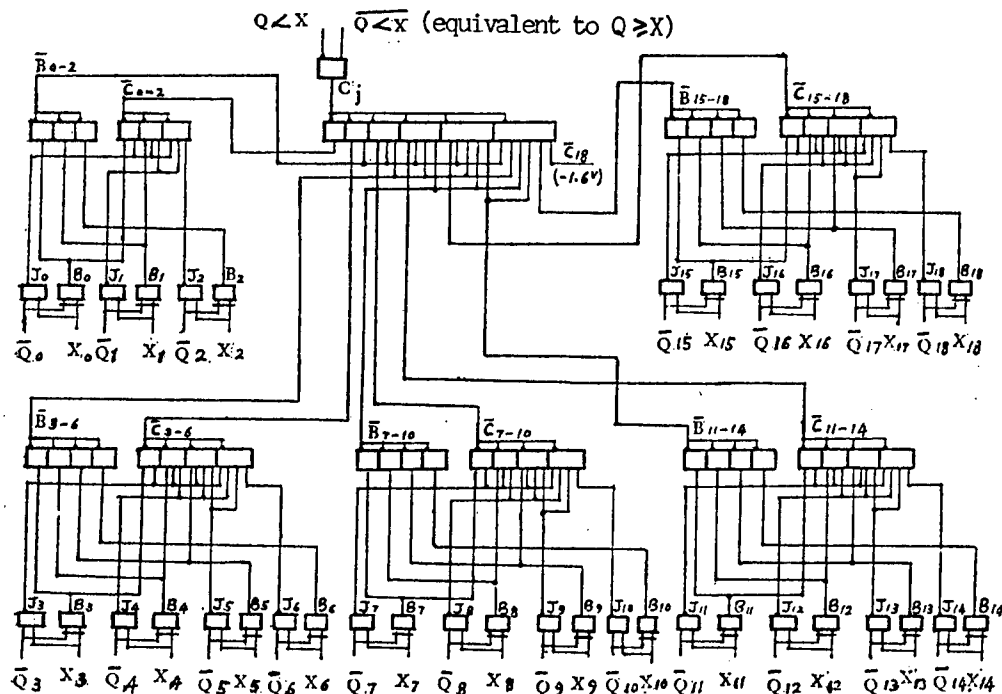 Q<X   \overline{Q<X} (equivalent to Q≥X)
B̄0-2
C̄0-2
Cj
B̄15-18
C̄15-18
C̄18
(-1.6V)
J0 B0 J1 B1 J2 B2
Q̄0 X0 Q̄1 X1 Q̄2 X2
J15 B15 J16 B16 J17 B17 J18 B18
Q̄15 X15 Q̄16 X16 Q̄17 X17 Q̄18 X18
B̄3-6 C̄3-6
B̄7-10 C̄7-10
B̄11-14 C̄11-14
J3 B3 J4 B4 J5 B5 J6 B6
J7 B7 J8 B8 J9 B9 J10 B10
J11 B11 J12 B12 J13 B13 J14 B14
Q̄3 X3 Q̄4 X4 Q̄5 X5 Q̄6 X6
Q̄7 X7 Q̄8 X8 Q̄9 X9 Q̄10 X10
Q̄11 X11 Q̄12 X12 Q̄13 X13 Q̄14 X14